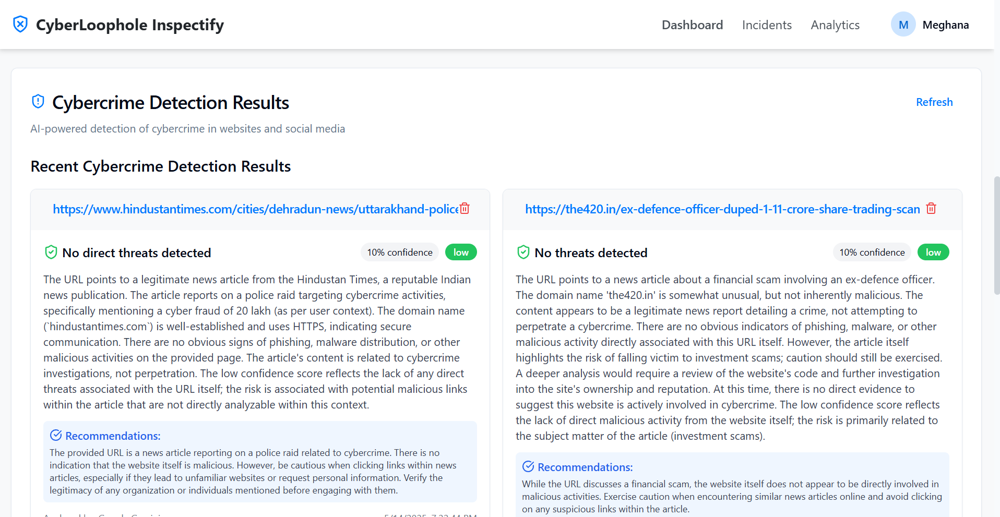 CyberLoophole Inspectify
Dashboard
Incidents
Analytics
M
Meghana
Cybercrime Detection Results
Refresh
AI-powered detection of cybercrime in websites and social media
Recent Cybercrime Detection Results
https://www.hindustantimes.com/cities/dehradun-news/uttarakhand-police
No direct threats detected
10% confidence
low
The URL points to a legitimate news article from the Hindustan Times, a reputable Indian
news publication. The article reports on a police raid targeting cybercrime activities,
specifically mentioning a cyber fraud of 20 lakh (as per user context). The domain name
(`hindustantimes.com`) is well-established and uses HTTPS, indicating secure
communication. There are no obvious signs of phishing, malware distribution, or other
malicious activities on the provided page. The article's content is related to cybercrime
investigations, not perpetration. The low confidence score reflects the lack of any direct
threats associated with the URL itself; the risk is associated with potential malicious links
within the article that are not directly analyzable within this context.
Recommendations:
The provided URL is a news article reporting on a police raid related to cybercrime. There is no
indication that the website itself is malicious. However, be cautious when clicking links within news
articles, especially if they lead to unfamiliar websites or request personal information. Verify the
legitimacy of any organization or individuals mentioned before engaging with them.
https://the420.in/ex-defence-officer-duped-1-11-crore-share-trading-scan
No threats detected
10% confidence
low
The URL points to a news article about a financial scam involving an ex-defence officer.
The domain name 'the420.in' is somewhat unusual, but not inherently malicious. The
content appears to be a legitimate news report detailing a crime, not attempting to
perpetrate a cybercrime. There are no obvious indicators of phishing, malware, or other
malicious activity directly associated with this URL itself. However, the article itself
highlights the risk of falling victim to investment scams; caution should still be exercised.
A deeper analysis would require a review of the website's code and further investigation
into the site's ownership and reputation. At this time, there is no direct evidence to
suggest this website is actively involved in cybercrime. The low confidence score reflects
the lack of direct malicious activity from the website itself; the risk is primarily related to
the subject matter of the article (investment scams).
Recommendations:
While the URL discusses a financial scam, the website itself does not appear to be directly involved in
malicious activities. Exercise caution when encountering similar news articles online and avoid clicking
on any suspicious links within the article.